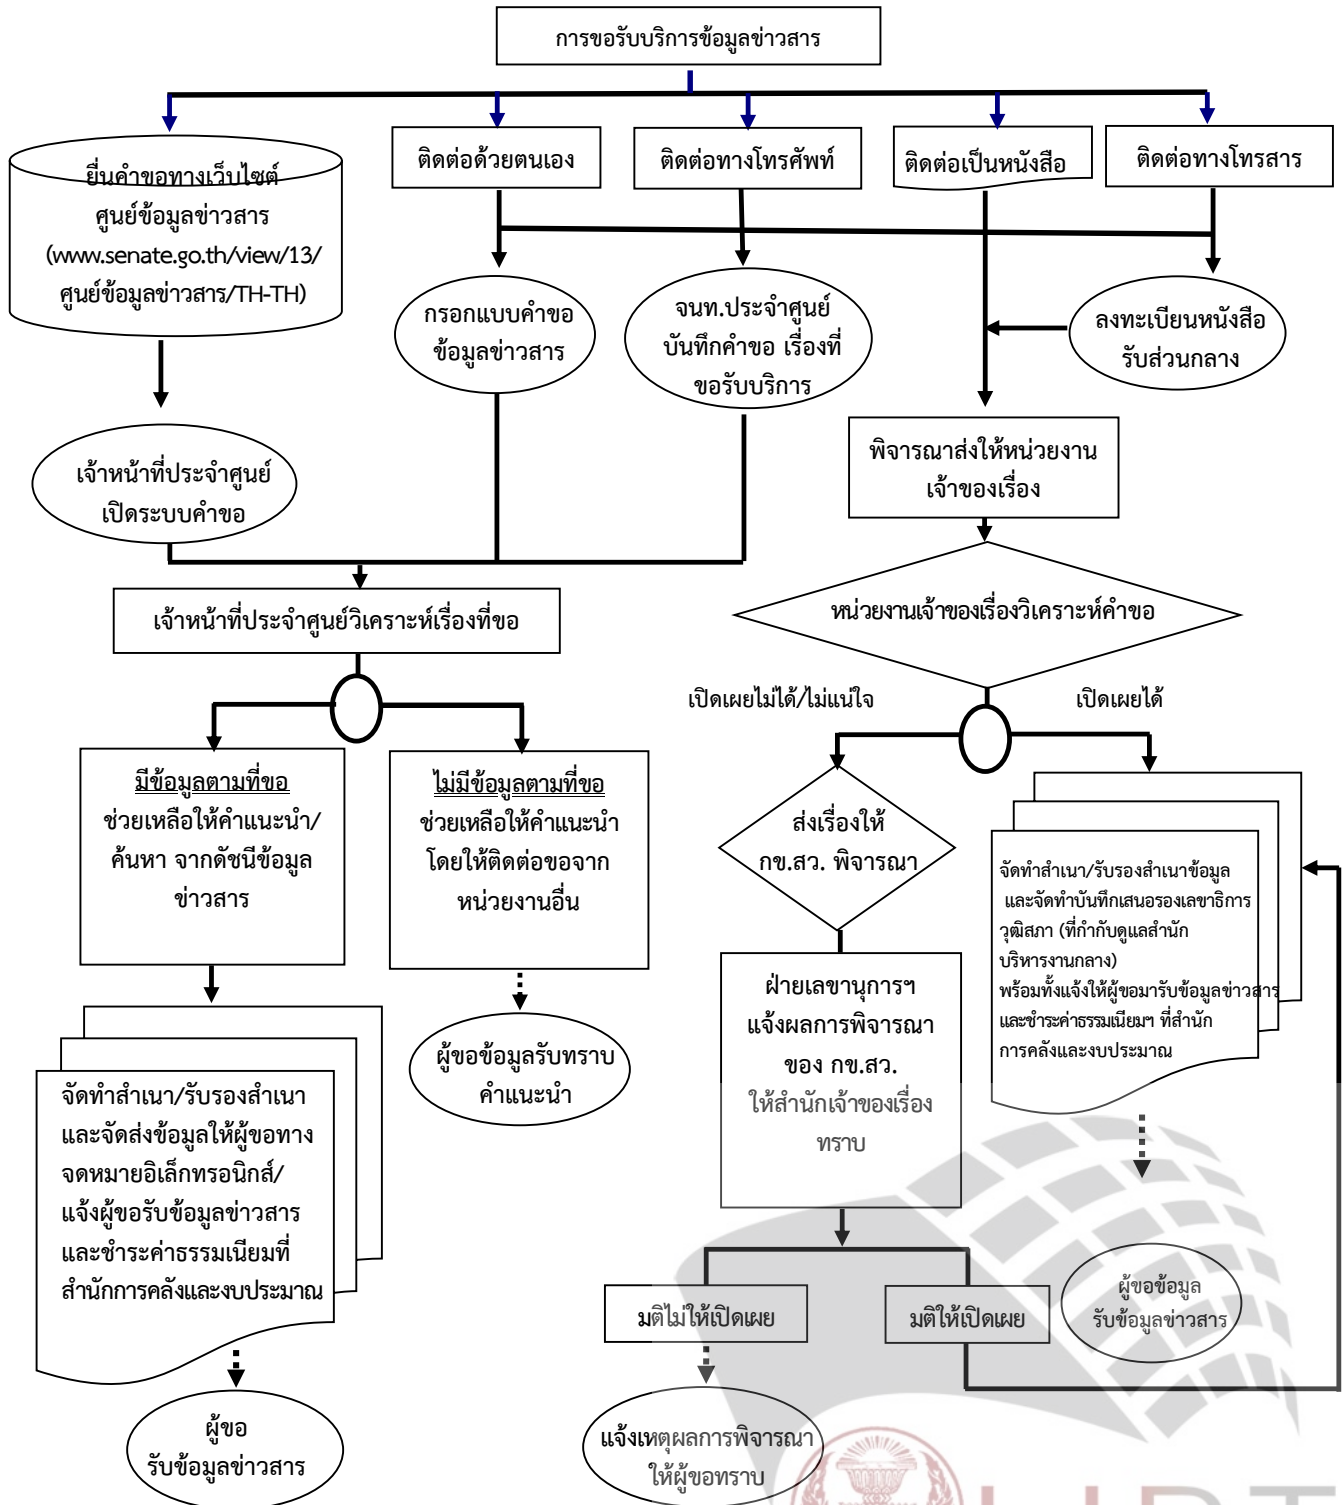 การขอรับบริการข้อมูลข่าวสาร
ยื่นคำขอทางเว็บไซต์
ศูนย์ข้อมูลข่าวสาร
(www.senate.go.th/view/13/
ศูนย์ข้อมูลข่าวสาร/TH-TH)
ติดต่อด้วยตนเอง
ติดต่อทางโทรศัพท์
ติดต่อเป็นหนังสือ
ติดต่อทางโทรสาร
กรอกแบบคำขอ
ข้อมูลข่าวสาร
จนท.ประจำศูนย์
บันทึกคำขอ เรื่องที่
ขอรับบริการ
ลงทะเบียนหนังสือ
รับส่วนกลาง
เจ้าหน้าที่ประจำศูนย์
เปิดระบบคำขอ
พิจารณาส่งให้หน่วยงาน
เจ้าของเรื่อง
เจ้าหน้าที่ประจำศูนย์วิเคราะห์เรื่องที่ขอ
หน่วยงานเจ้าของเรื่องวิเคราะห์คำขอ
เปิดเผยไม่ได้/ไม่แน่ใจ
เปิดเผยได้
มีข้อมูลตามที่ขอ
ช่วยเหลือให้คำแนะนำ/
ค้นหา จากดัชนีข้อมูล
ข่าวสาร
ไม่มีข้อมูลตามที่ขอ
ช่วยเหลือให้คำแนะนำ
โดยให้ติดต่อขอจาก
หน่วยงานอื่น
ส่งเรื่องให้
กข.สว. พิจารณา
จัดทำสำเนา/รับรองสำเนาข้อมูล
และจัดทำบันทึกเสนอรองเลขาธิการ
วุฒิสภา (ที่กำกับดูแลสำนัก
บริหารงานกลาง)
พร้อมทั้งแจ้งให้ผู้ขอมารับข้อมูลข่าวสาร
และชำระค่าธรรมเนียมฯ ที่สำนัก
การคลังและงบประมาณ
ฝ่ายเลขานุการฯ
แจ้งผลการพิจารณา
ของ กข.สว.
ให้สำนักเจ้าของเรื่อง
ทราบ
ผู้ขอข้อมูลรับทราบ
คำแนะนำ
จัดทำสำเนา/รับรองสำเนา
และจัดส่งข้อมูลให้ผู้ขอทาง
จดหมายอิเล็กทรอนิกส์/
แจ้งผู้ขอรับข้อมูลข่าวสาร
และชำระค่าธรรมเนียมที่
สำนักการคลังและงบประมาณ
มติไม่ให้เปิดเผย
มติให้เปิดเผย
ผู้ขอข้อมูล
รับข้อมูลข่าวสาร
ผู้ขอ
รับข้อมูลข่าวสาร
แจ้งเหตุผลการพิจารณา
ให้ผู้ขอทราบ